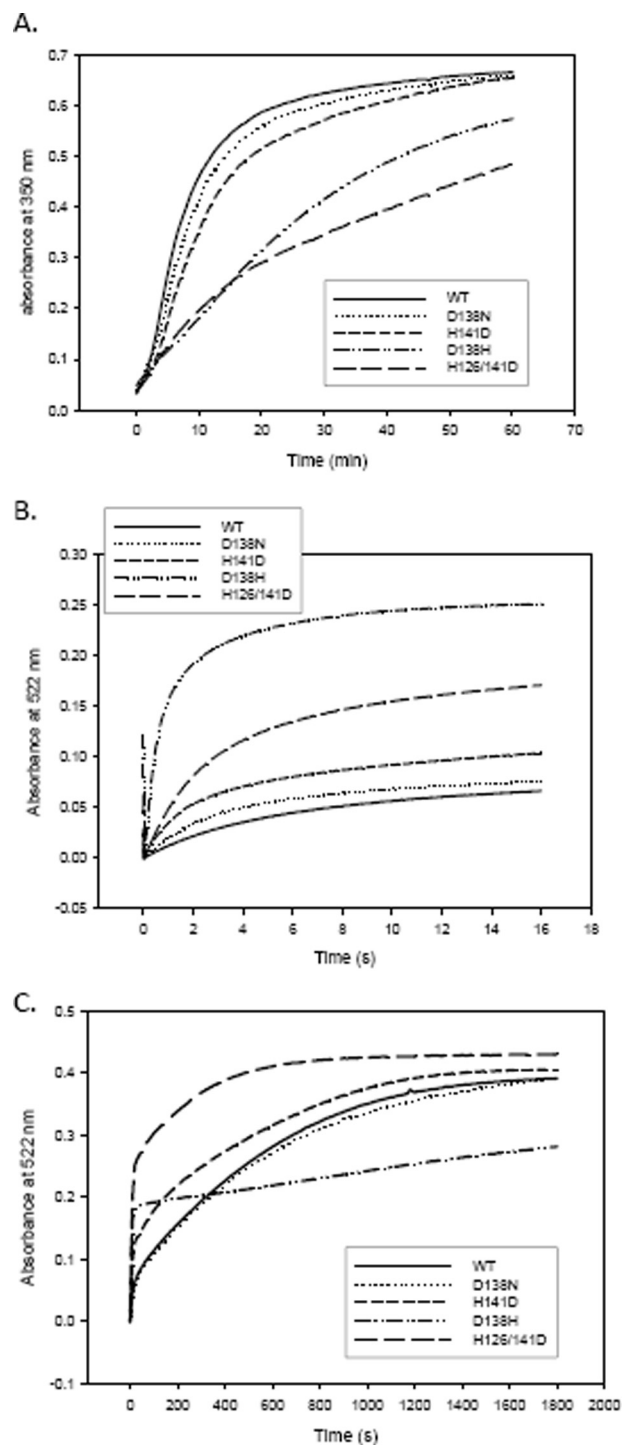 A.
0.7
0.6
0.5
0.4
0.3
0.2
0.1
0.0
absorbance at 350 nm
WT
D138N
H141D
D138H
H126/141D
0 10 20 30 40 50 60 70
Time (min)
B.
WT
D138N
H141D
D138H
H126/141D
0.30
0.25
0.20
0.15
0.10
0.05
0.00
-0.05
Absorbance at 522 nm
0 2 4 6 8 10 12 14 16 18
Time (s)
C.
0.5
0.4
0.3
0.2
0.1
0.0
-0.1
Absorbance at 522 nm
WT
D138N
H141D
D138H
H126/141D
0 200 400 600 800 1000 1200 1400 1600 1800 2000
Time (s)